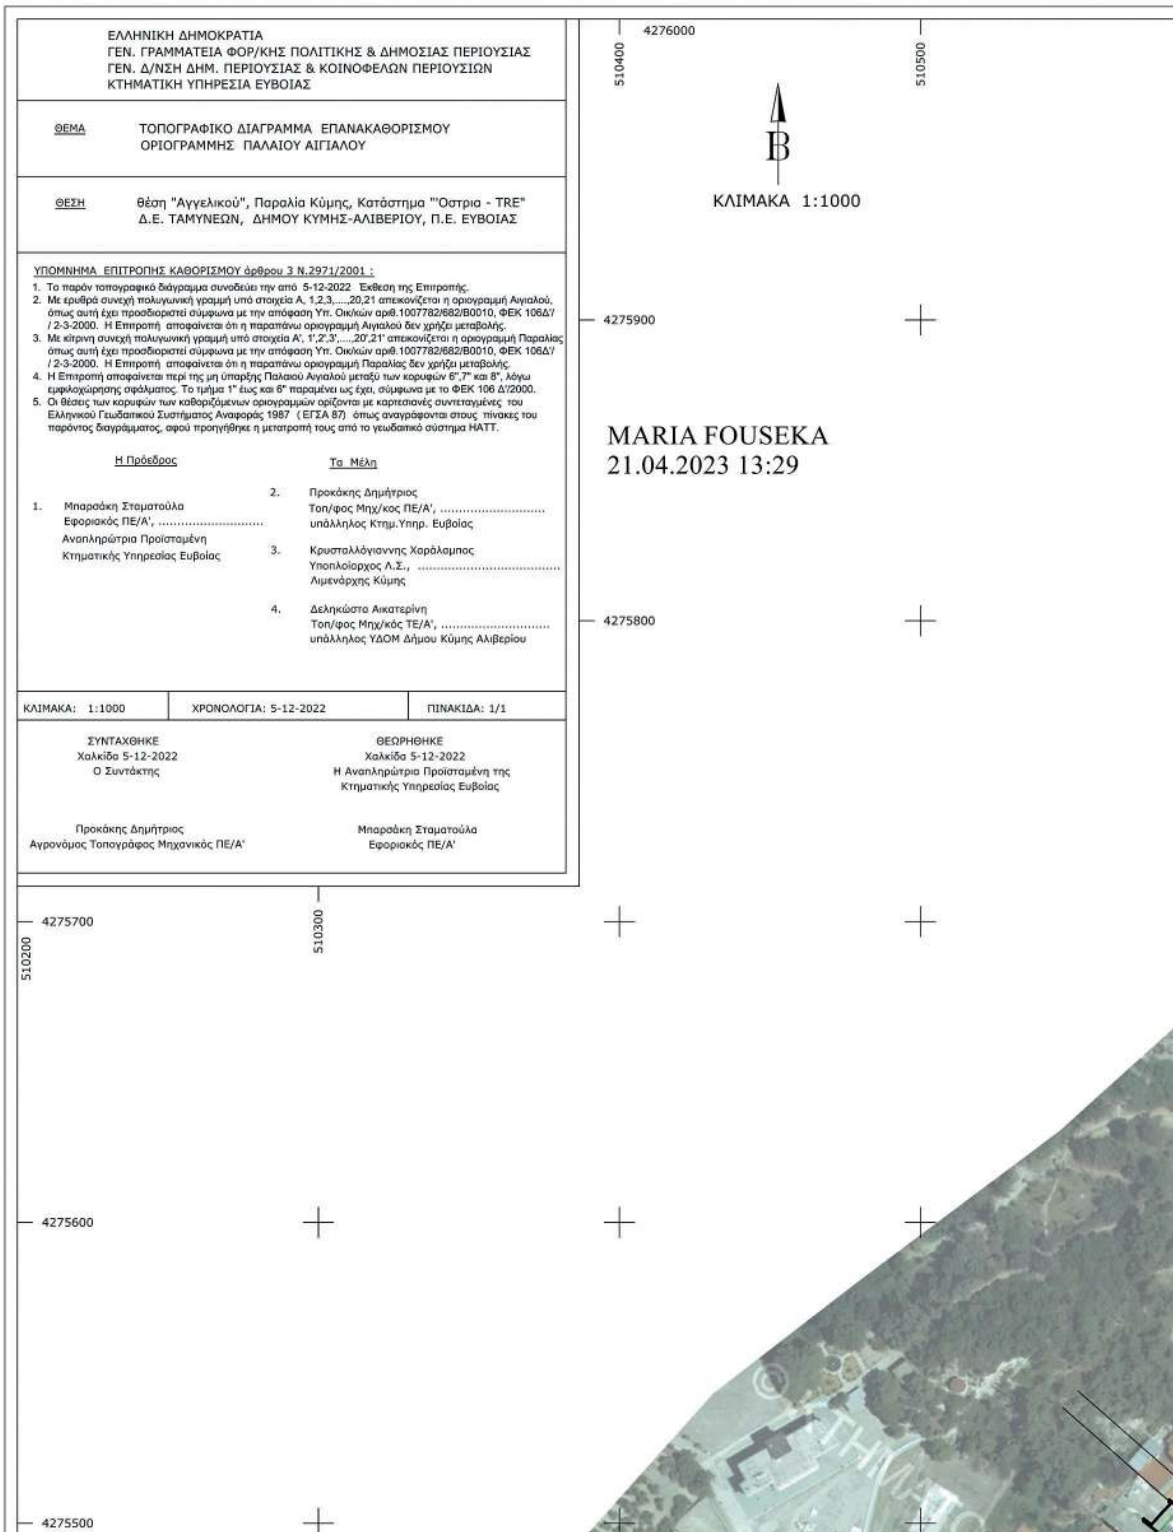 ΕΛΛΗΝΙΚΗ ΔΗΜΟΚΡΑΤΙΑ
ΓΕΝ. ΓΡΑΜΜΑΤΕΙΑ ΦΟΡ/ΚΗΣ ΠΟΛΙΤΙΚΗΣ & ΔΗΜΟΣΙΑΣ ΠΕΡΙΟΥΣΙΑΣ
ΓΕΝ. Δ/ΝΣΗ ΔΗΜ. ΠΕΡΙΟΥΣΙΑΣ & ΚΟΙΝΟΦΕΛΩΝ ΠΕΡΙΟΥΣΙΩΝ
ΚΤΗΜΑΤΙΚΗ ΥΠΗΡΕΣΙΑ ΕΥΒΟΙΑΣ
ΘΕΜΑ ΤΟΠΟΓΡΑΦΙΚΟ ΔΙΑΓΡΑΜΜΑ ΕΠΑΝΑΚΑΘΟΡΙΣΜΟΥ
ΟΡΙΟΓΡΑΜΜΗΣ ΠΑΛΑΙΟΥ ΑΙΓΙΑΛΟΥ
ΘΕΣΗ θέση "Αγγελικού", Παραλία Κύμης, Κατάστημα "Όστρια - TRE"
Δ.Ε. ΤΑΜΥΝΕΩΝ, ΔΗΜΟΥ ΚΥΜΗΣ-ΑΛΙΒΕΡΙΟΥ, Π.Ε. ΕΥΒΟΙΑΣ
ΥΠΟΜΝΗΜΑ ΕΠΙΤΡΟΠΗΣ ΚΑΘΟΡΙΣΜΟΥ άρθρου 3 Ν.2971/2001 :
1. Το παρόν τοπογραφικό διάγραμμα συνοδεύει την από 5-12-2022 Έκθεση της Επιτροπής.
2. Με ερυθρά συνεχή πολυγωνική γραμμή υπό στοιχεία Α, 1,2,3,....,20,21 απεικονίζεται η οριογραμμή Αιγιαλού,
όπως αυτή έχει προσδιοριστεί σύμφωνα με την απόφαση Υπ. Οικ/κών αριθ.1007782/682/Β0010, ΦΕΚ 106Δ'/
/ 2-3-2000. Η Επιτροπή αποφαίνεται ότι η παραπάνω οριογραμμή Αιγιαλού δεν χρήζει μεταβολής.
3. Με κίτρινη συνεχή πολυγωνική γραμμή υπό στοιχεία Α', 1',2',3',....,20',21' απεικονίζεται η οριογραμμή Παραλίας
όπως αυτή έχει προσδιοριστεί σύμφωνα με την απόφαση Υπ. Οικ/κών αριθ.1007782/682/Β0010, ΦΕΚ 106Δ'/
/ 2-3-2000. Η Επιτροπή αποφαίνεται ότι η παραπάνω οριογραμμή Παραλίας δεν χρήζει μεταβολής.
4. Η Επιτροπή αποφαίνεται περί της μη ύπαρξης Παλαιού Αιγιαλού μεταξύ των κορυφών 6",7" και 8", λόγω
εμφιλοχώρησης σφάλματος. Το τμήμα 1" έως και 6" παραμένει ως έχει, σύμφωνα με το ΦΕΚ 106 Δ'/2000.
5. Οι θέσεις των κορυφών των καθοριζόμενων οριογραμμών ορίζονται με καρτεσιανές συντεταγμένες του
Ελληνικού Γεωδαιτικού Συστήματος Αναφοράς 1987 ( ΕΓΣΑ 87) όπως αναγράφονται στους πίνακες του
παρόντος διαγράμματος, αφού προηγήθηκε η μετατροπή τους από το γεωδαιτικό σύστημα ΗΑΤΤ.
Η Πρόεδρος
1. Μπαρσάκη Σταματούλα
Εφοριακός ΠΕ/Α', ..........................
Αναπληρώτρια Προϊσταμένη
Κτηματικής Υπηρεσίας Ευβοίας
Τα Μέλη
2. Προκάκης Δημήτριος
Τοπ/φος Μηχ/κος ΠΕ/Α', ..........................
υπάλληλος Κτημ.Υπηρ. Ευβοίας
3. Κρυσταλλόγιαννης Χαράλαμπος
Υποπλοίαρχος Λ.Σ., ...................................
Λιμενάρχης Κύμης
4. Δεληκώστα Αικατερίνη
Τοπ/φος Μηχ/κός ΤΕ/Α', ...........................
υπάλληλος ΥΔΟΜ Δήμου Κύμης Αλιβερίου
ΚΛΙΜΑΚΑ: 1:1000 ΧΡΟΝΟΛΟΓΙΑ: 5-12-2022 ΠΙΝΑΚΙΔΑ: 1/1
ΣΥΝΤΑΧΘΗΚΕ
Χαλκίδα 5-12-2022
Ο Συντάκτης
Προκάκης Δημήτριος
Αγρονόμος Τοπογράφος Μηχανικός ΠΕ/Α'
ΘΕΩΡΗΘΗΚΕ
Χαλκίδα 5-12-2022
Η Αναπληρώτρια Προϊσταμένη της
Κτηματικής Υπηρεσίας Ευβοίας
Μπαρσάκη Σταματούλα
Εφοριακός ΠΕ/Α'
510400
4276000
510500
Β
ΚΛΙΜΑΚΑ 1:1000
4275900
MARIA FOUSEKA
21.04.2023 13:29
4275800
4275700
510200
510300
4275600
4275500